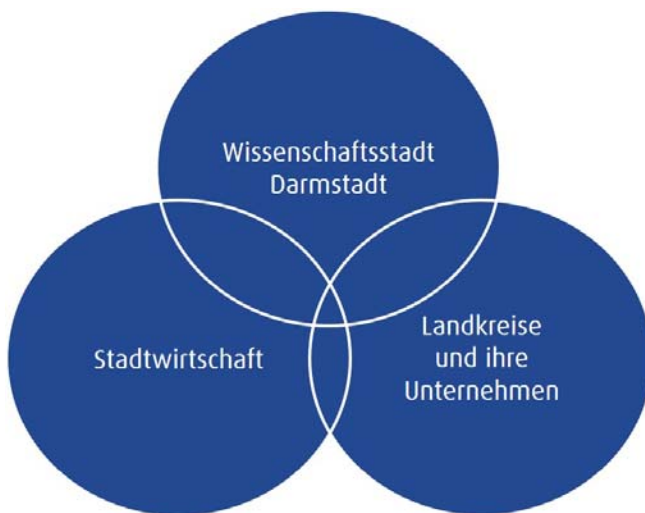 Wissenschaftsstadt
Darmstadt
Stadtwirtschaft
Landkreise
und ihre
Unternehmen